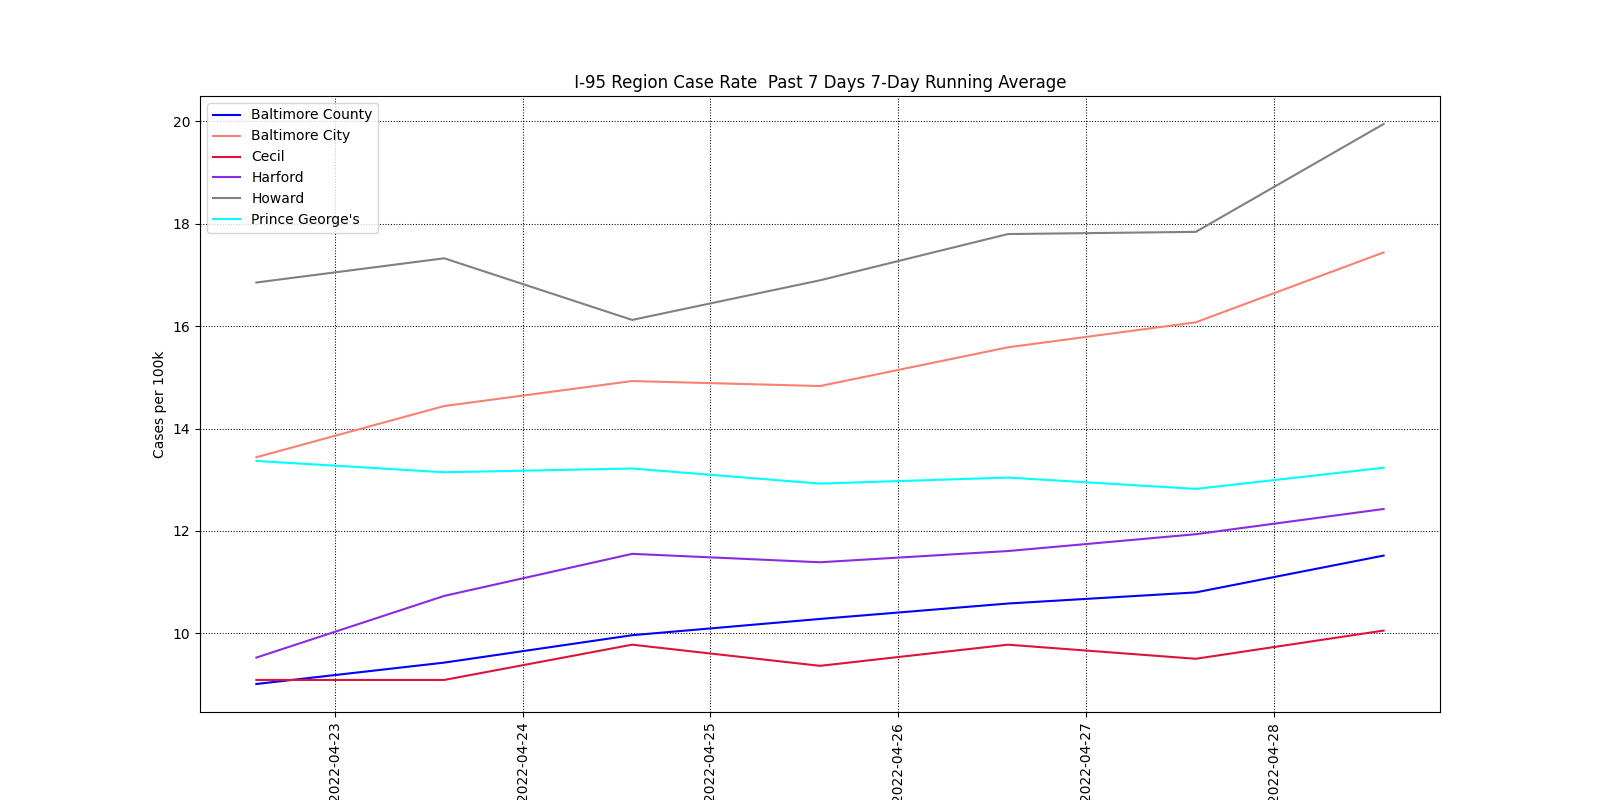 I-95 Region Case Rate  Past 7 Days 7-Day Running Average
Baltimore County
Baltimore City
Cecil
Harford
Howard
Prince George's
20
18
16
14
12
10
Cases per 100k
2022-04-23
2022-04-24
2022-04-25
2022-04-26
2022-04-27
2022-04-28